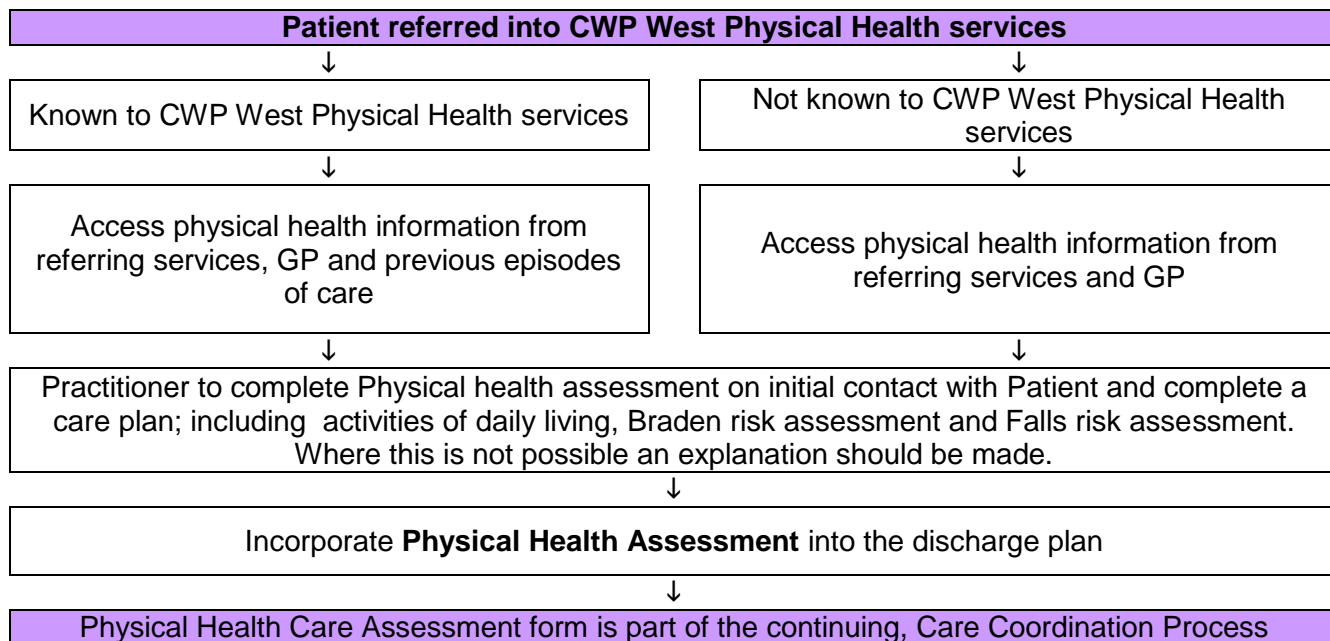 Patient referred into CWP West Physical Health services
↓ ↓
Known to CWP West Physical Health services
Not known to CWP West Physical Health
services
↓ ↓
Access physical health information from
referring services, GP and previous episodes
of care
Access physical health information from
referring services and GP
↓ ↓
Practitioner to complete Physical health assessment on initial contact with Patient and complete a
care plan; including activities of daily living, Braden risk assessment and Falls risk assessment.
Where this is not possible an explanation should be made.
↓
Incorporate Physical Health Assessment into the discharge plan
↓
Physical Health Care Assessment form is part of the continuing, Care Coordination Process